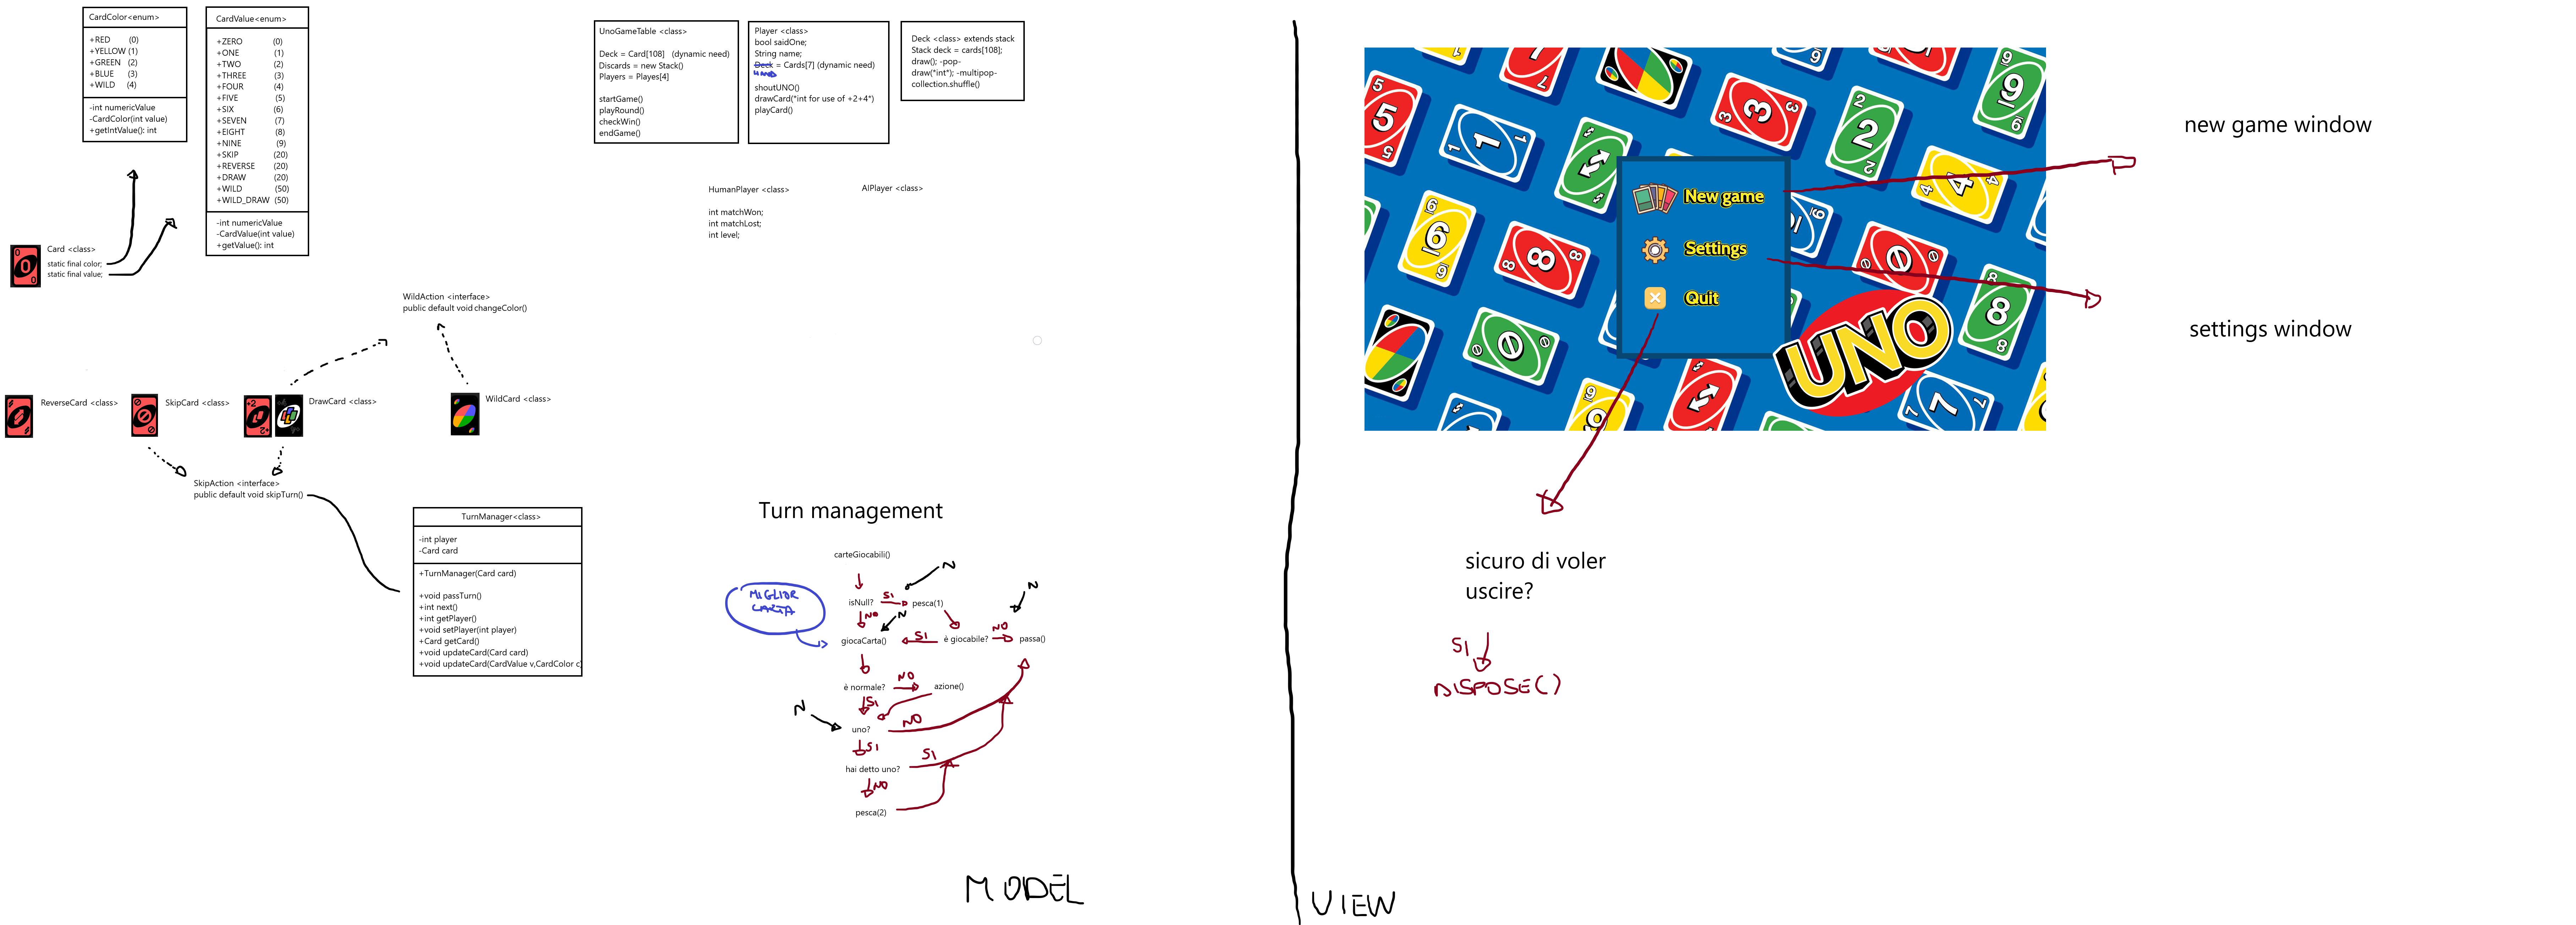 CardColor<enum>
+RED (0)
+YELLOW (1)
+GREEN (2)
+BLUE (3)
+WILD (4)
-int numericValue
-CardColor(int value)
+getIntValue(): int
CardValue<enum>
+ZERO (0)
+ONE (1)
+TWO (2)
+THREE (3)
+FOUR (4)
+FIVE (5)
+SIX (6)
+SEVEN (7)
+EIGHT (8)
+NINE (9)
+SKIP (20)
+REVERSE (20)
+DRAW (20)
+WILD (50)
+WILD_DRAW (50)
-int numericValue
-CardValue(int value)
+getValue(): int
Card <class>
static final color;
static final value;
WildAction <interface>
public default void changeColor()
ReverseCard <class>
SkipCard <class>
DrawCard <class>
WildCard <class>
SkipAction <interface>
public default void skipTurn()
TurnManager<class>
-int player
-Card card
+TurnManager(Card card)
+void passTurn()
+int next()
+int getPlayer()
+void setPlayer(int player)
+Card getCard()
+void updateCard(Card card)
+void updateCard(CardValue v,CardColor c)
UnoGameTable <class>
Deck = Card[108] (dynamic need)
Discards = new Stack()
Players = Playes[4]
startGame()
playRound()
checkWin()
endGame()
Player <class>
bool saidOne;
String name;
Deck = Cards[7] (dynamic need)
shoutUNO()
drawCard("int for use of +2+4")
playCard()
Deck <class> extends stack
Stack deck = cards[108];
draw(); -pop-
draw("int"); -multipop-
collection.shuffle()
HumanPlayer <class>
int matchWon;
int matchLost;
int level;
AIPlayer <class>
Turn management
carteGiocabili()
N
N
MIGLIOR
CARTA
isNull?
SI
pesca(1)
NO
N
giocaCarta()
SI
è giocabile?
NO
passa()
è normale?
NO
azione()
SI
N
uno?
NO
SI
hai detto uno?
SI
NO
pesca(2)
MODEL
New game
Settings
Quit
UNO
new game window
settings window
sicuro di voler
uscire?
SI
DISPOSE()
VIEW